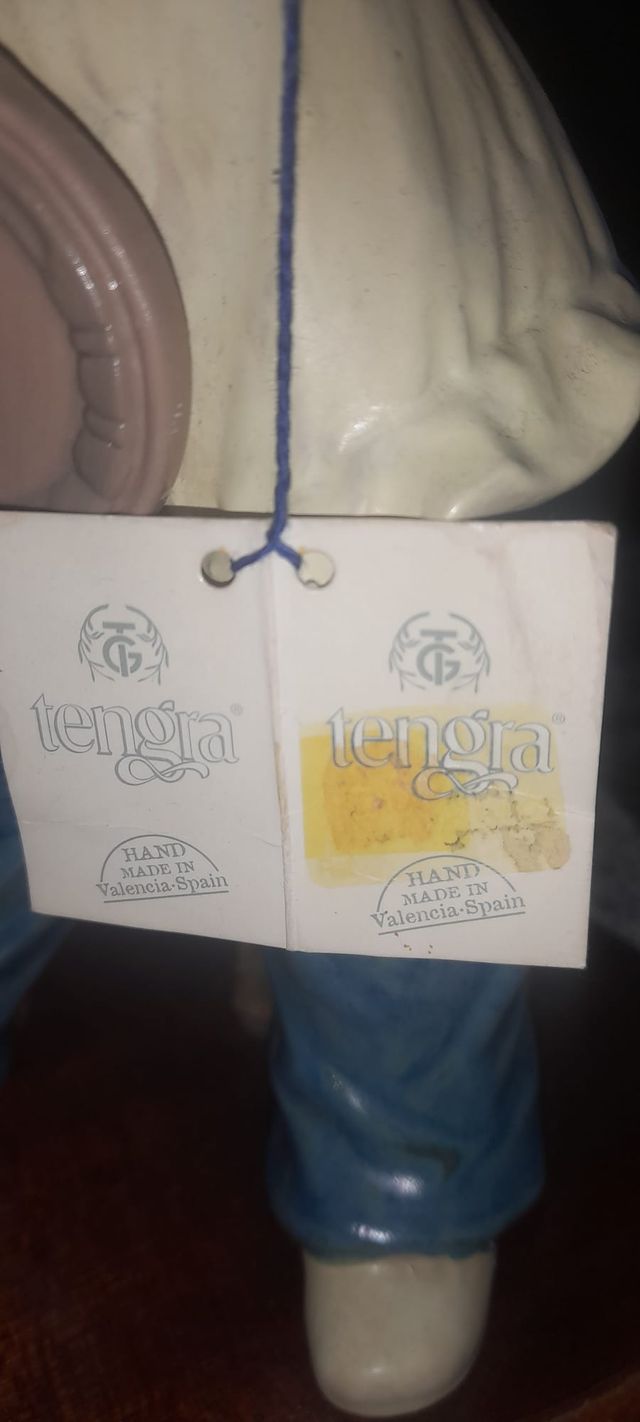 TG
tengra®
HAND
MADE IN
Valencia·Spain
TG
tengra®
HAND
MADE IN
Valencia·Spain